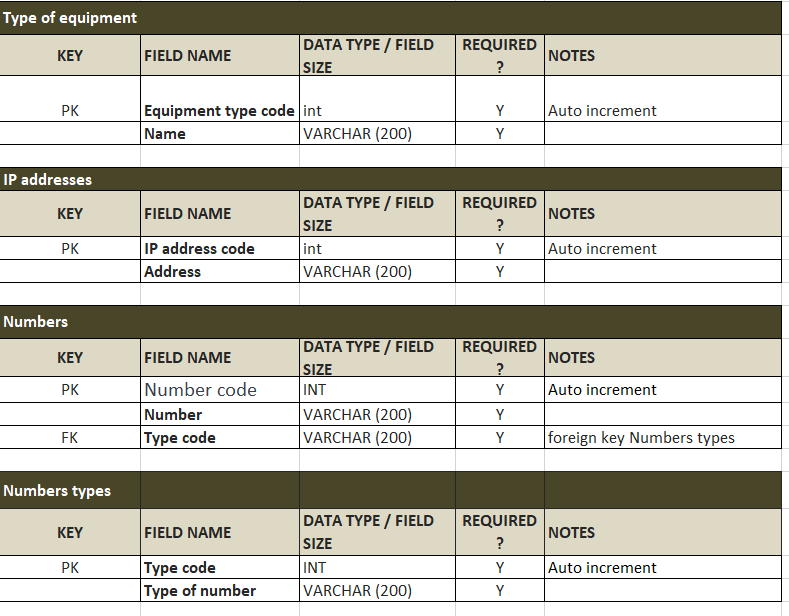 Type of equipment
KEY FIELD NAME DATA TYPE / FIELD SIZE REQUIRED ? NOTES
PK Equipment type code int Y Auto increment
Name VARCHAR (200) Y
IP addresses
KEY FIELD NAME DATA TYPE / FIELD SIZE REQUIRED ? NOTES
PK IP address code int Y Auto increment
Address VARCHAR (200) Y
Numbers
KEY FIELD NAME DATA TYPE / FIELD SIZE REQUIRED ? NOTES
PK Number code INT Y Auto increment
Number VARCHAR (200) Y
FK Type code VARCHAR (200) Y foreign key Numbers types
Numbers types
KEY FIELD NAME DATA TYPE / FIELD SIZE REQUIRED ? NOTES
PK Type code INT Y Auto increment
Type of number VARCHAR (200) Y